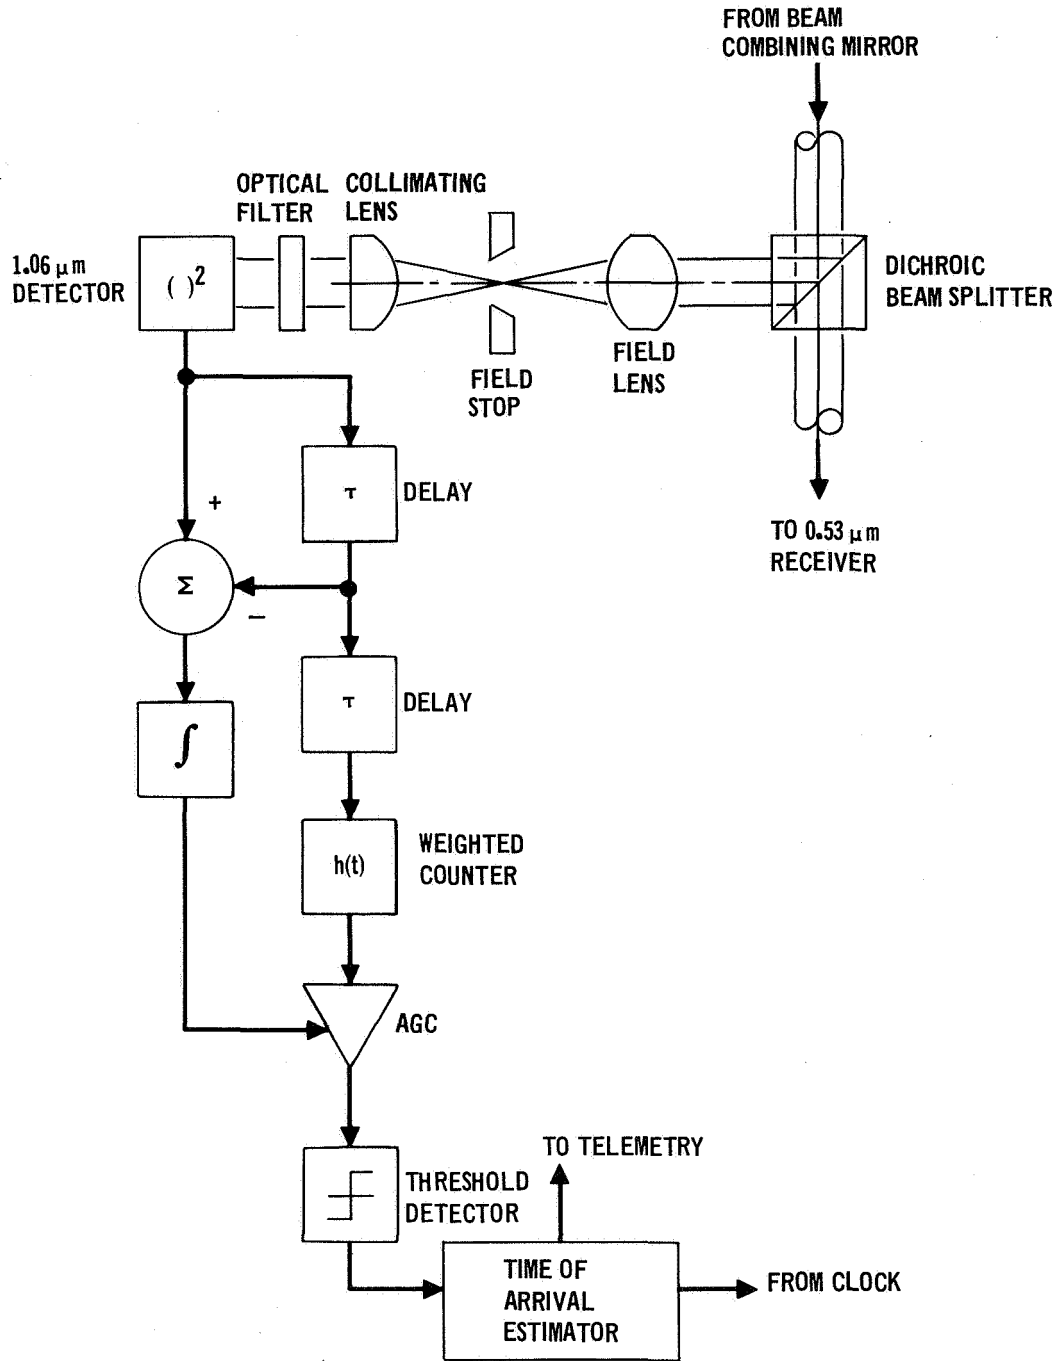 FROM BEAM
COMBINING MIRROR
OPTICAL
FILTER
COLLIMATING
LENS
1.06 μm
DETECTOR
( )²
DICHROIC
BEAM SPLITTER
FIELD
LENS
FIELD
STOP
τ
DELAY
+
TO 0.53 μm
RECEIVER
Σ
−
τ
DELAY
∫
h(t)
WEIGHTED
COUNTER
AGC
TO TELEMETRY
THRESHOLD
DETECTOR
TIME OF
ARRIVAL
ESTIMATOR
FROM CLOCK